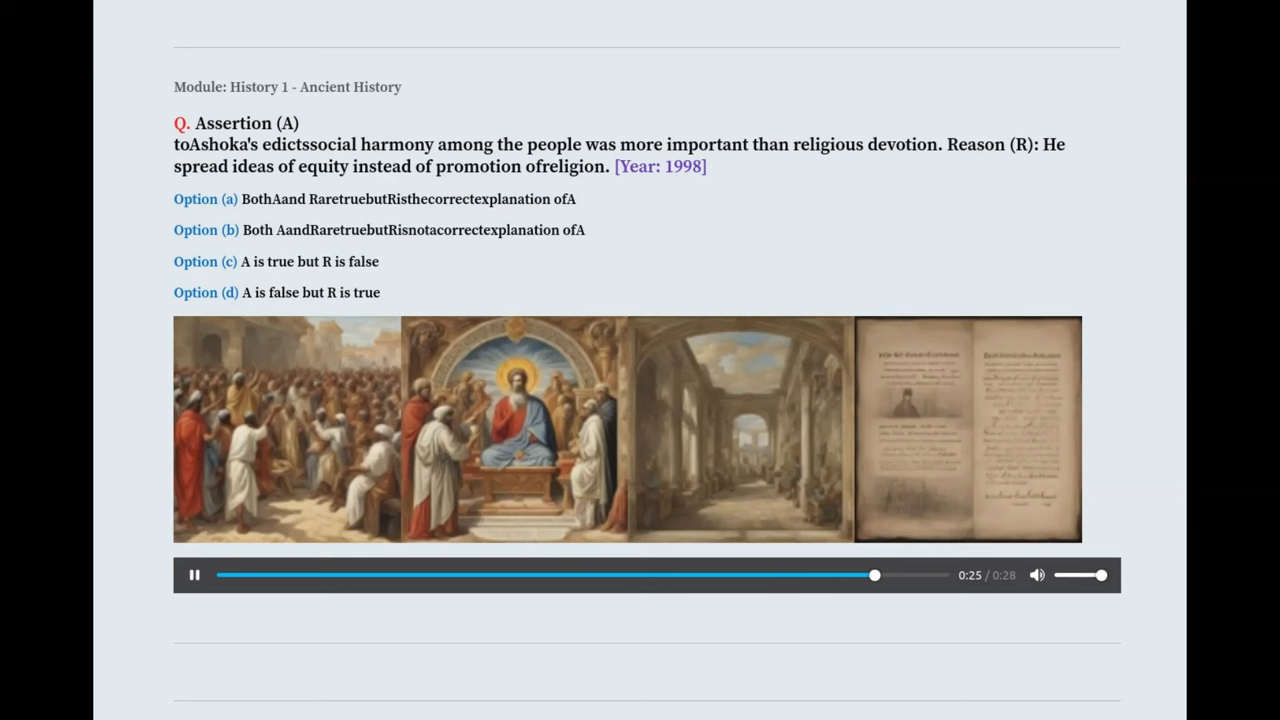 Module: History 1 - Ancient History
Q. Assertion (A)
toAshoka's edictssocial harmony among the people was more important than religious devotion. Reason (R): He
spread ideas of equity instead of promotion ofreligion. [Year: 1998]
Option (a) BothAand RaretruebutRisthecorrectexplanation ofA
Option (b) Both AandRaretruebutRisnotacorrectexplanation ofA
Option (c) A is true but R is false
Option (d) A is false but R is true
0:25 / 0:28